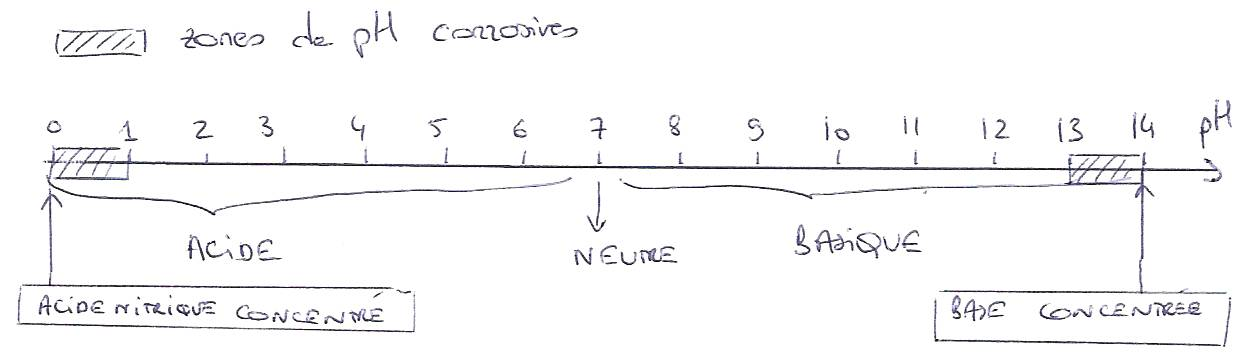 zones de pH corrosives
0 1 2 3 4 5 6 7 8 9 10 11 12 13 14 pH
ACIDE NEUTRE BASIQUE
ACIDE NITRIQUE CONCENTRÉ BASE CONCENTRÉE